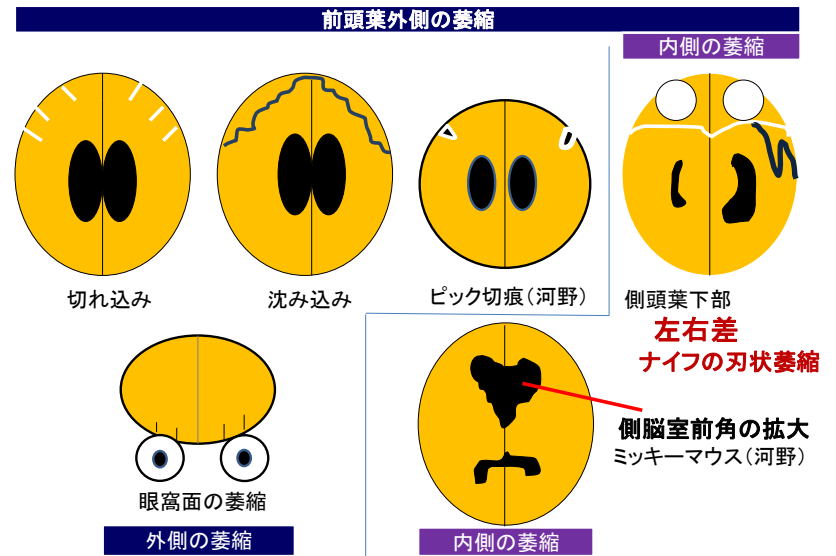 前頭葉外側の萎縮
内側の萎縮
切れ込み
沈み込み
ピック切痕(河野)
側頭葉下部
左右差
ナイフの刃状萎縮
側脳室前角の拡大
ミッキーマウス(河野)
眼窩面の萎縮
外側の萎縮
内側の萎縮